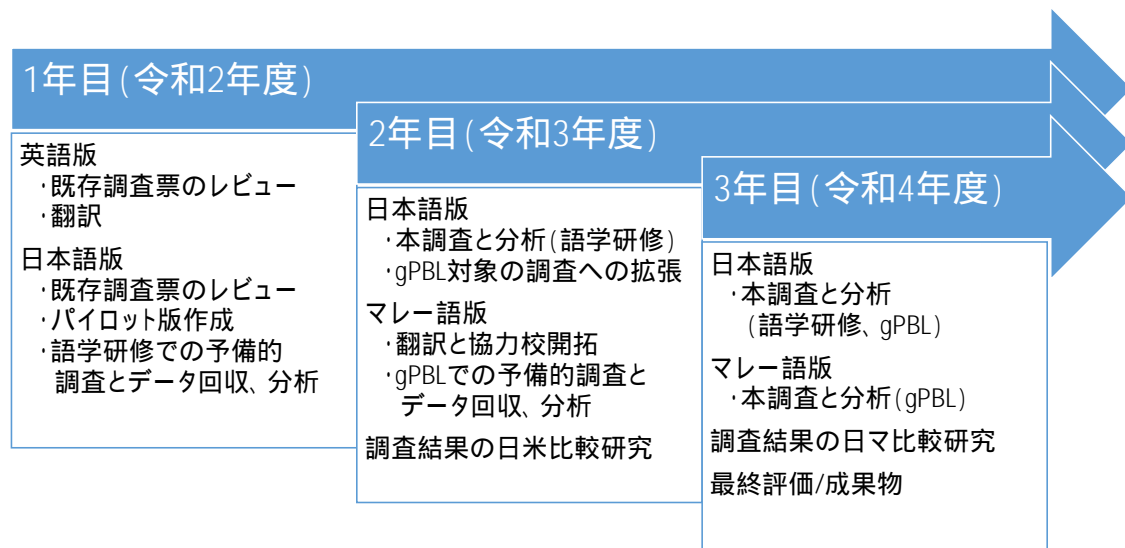 1年目(令和2年度)
英語版
･既存調査票のレビュー
･翻訳
日本語版
･既存調査票のレビュー
･パイロット版作成
･語学研修での予備的
調査とデータ回収、分析
2年目(令和3年度)
日本語版
･本調査と分析(語学研修)
･gPBL対象の調査への拡張
マレー語版
･翻訳と協力校開拓
･gPBLでの予備的調査と
データ回収、分析
調査結果の日米比較研究
3年目(令和4年度)
日本語版
･本調査と分析
(語学研修、gPBL)
マレー語版
･本調査と分析(gPBL)
調査結果の日マ比較研究
最終評価/成果物